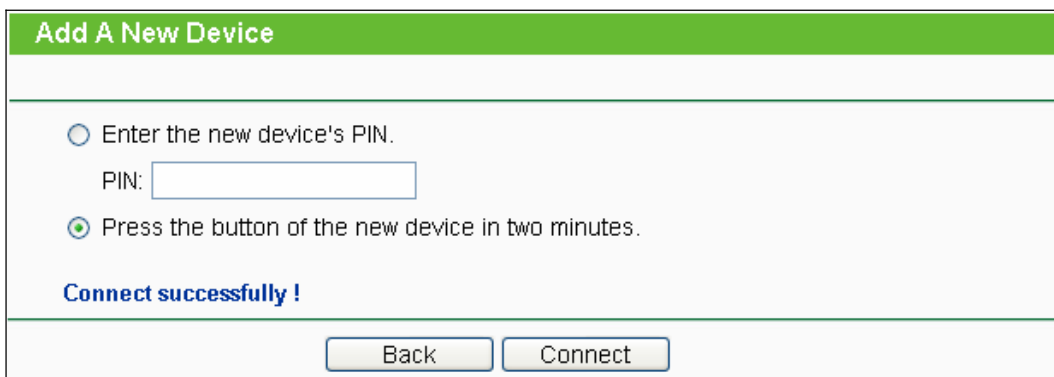 Add A New Device
Enter the new device's PIN.
PIN:
Press the button of the new device in two minutes.
Connect successfully !
Back Connect